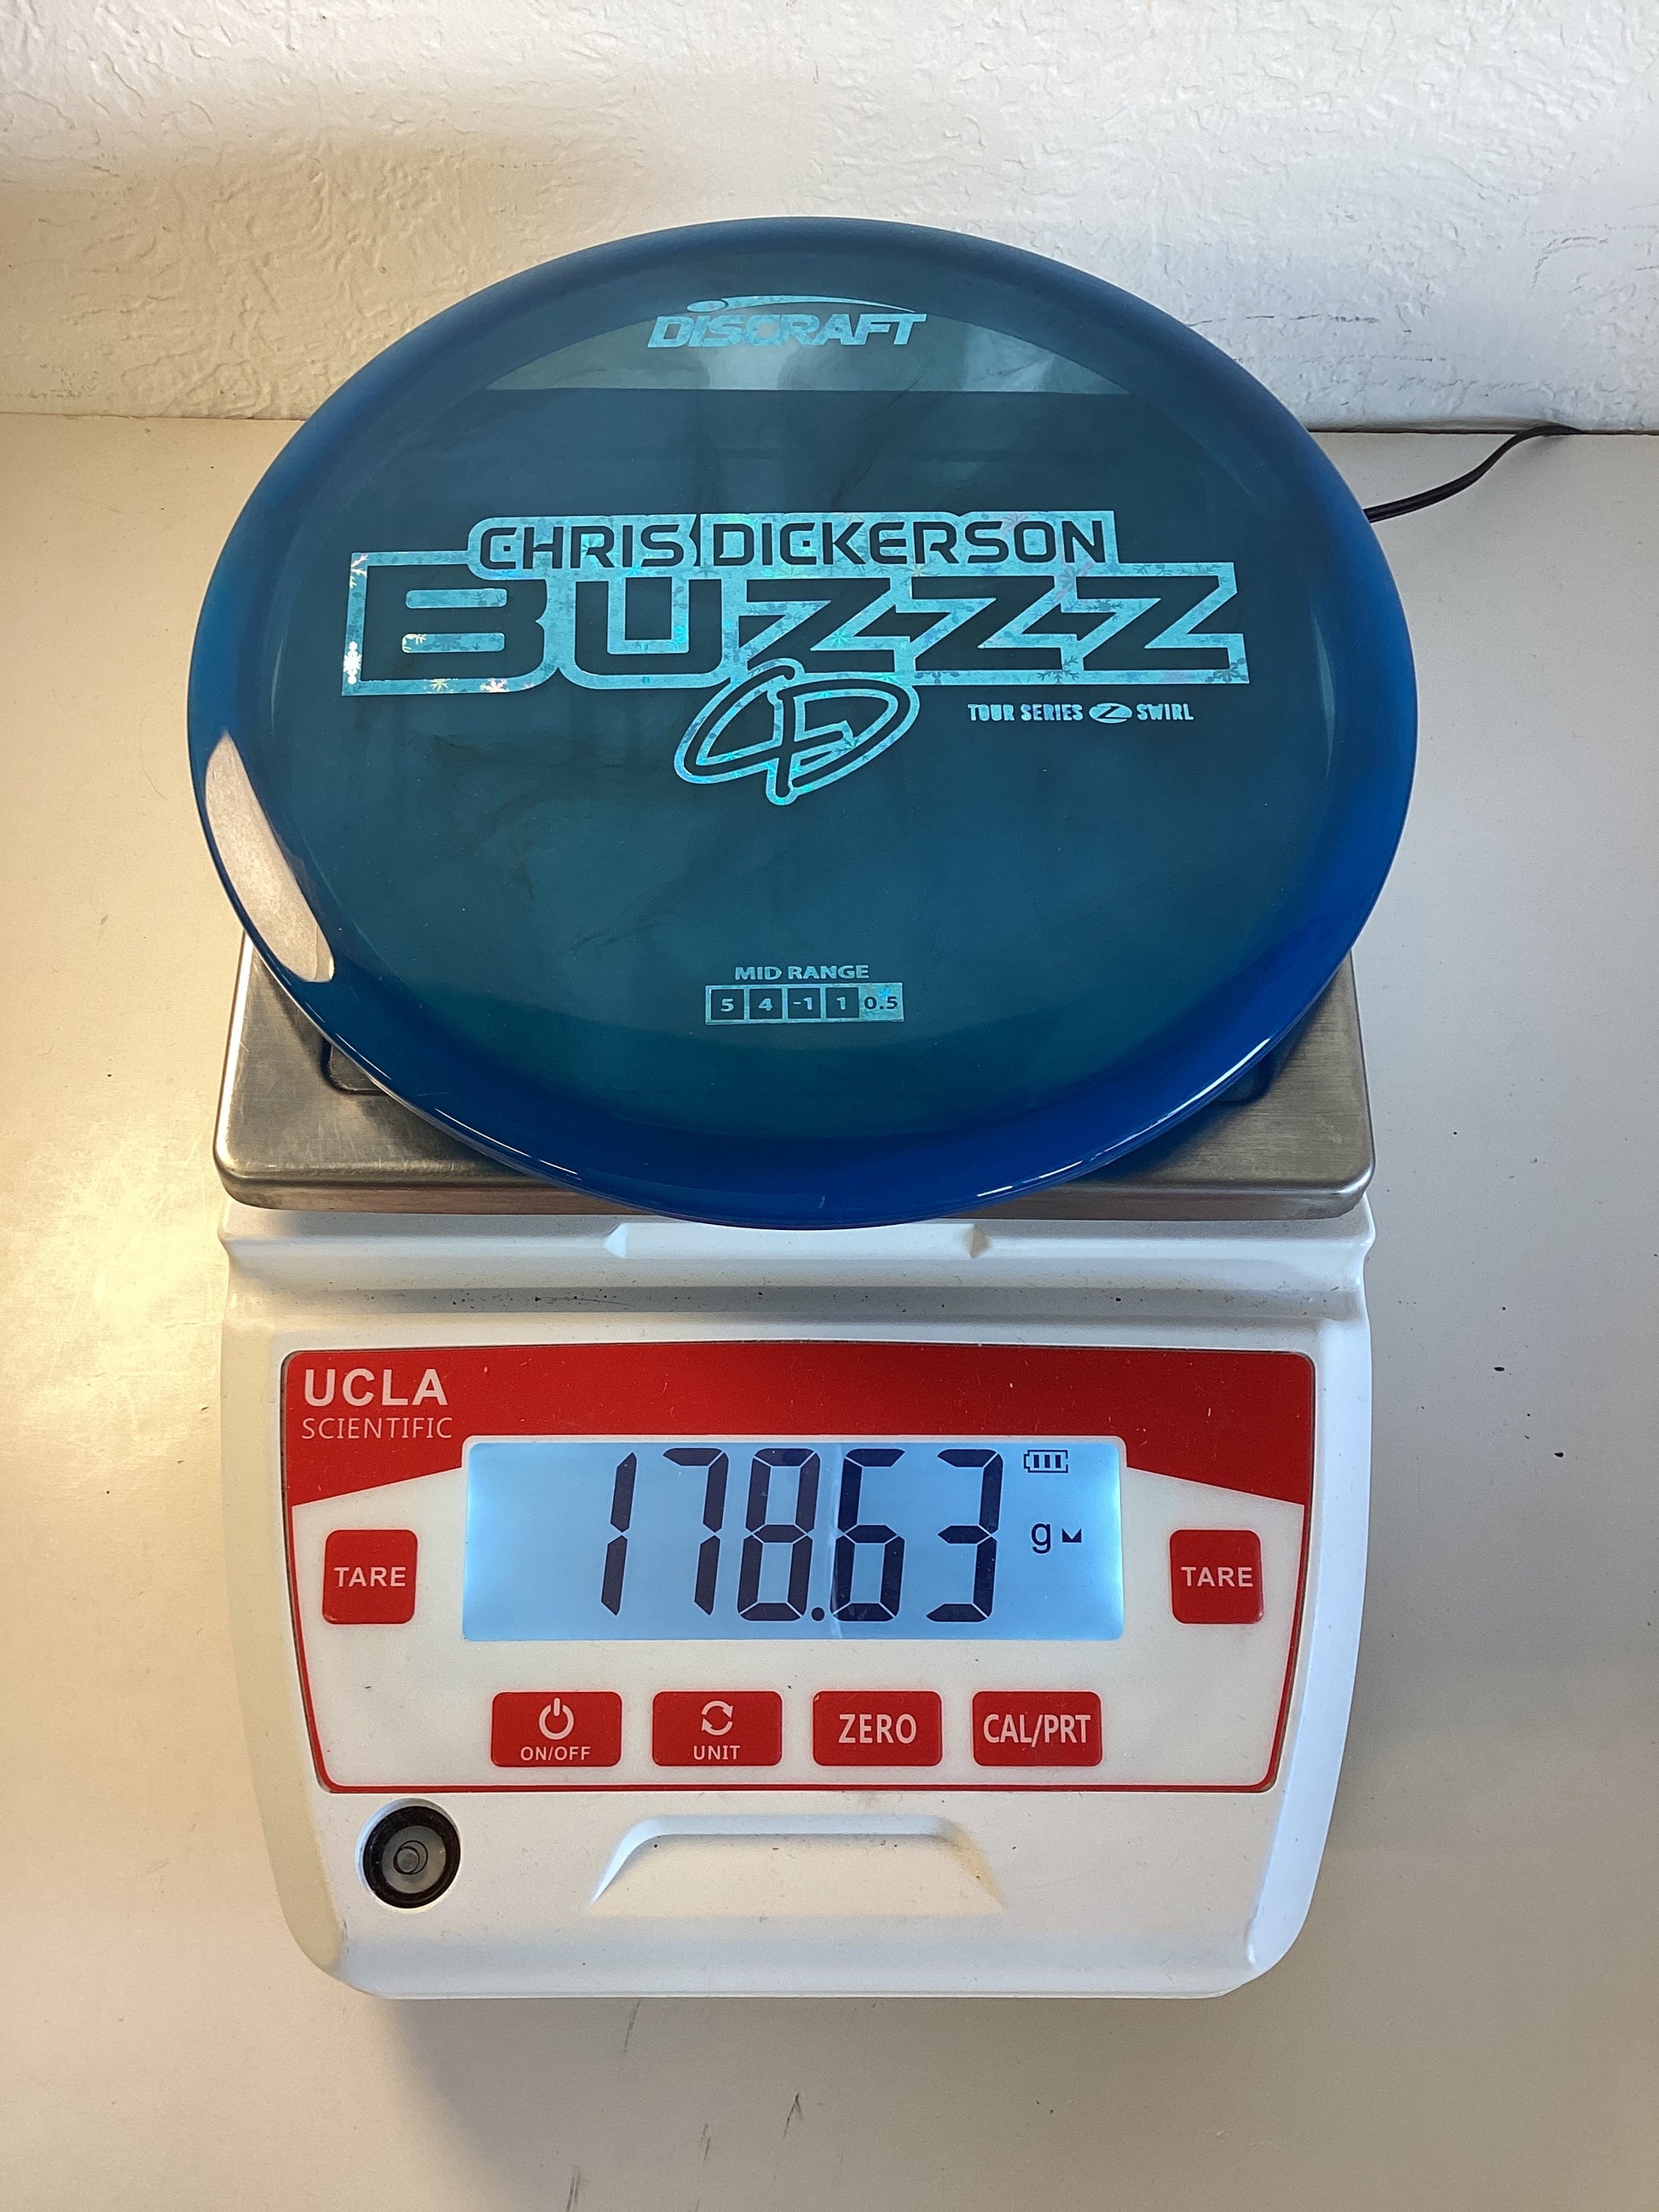 DISCRAFT
CHRIS DICKERSON
BUZZZ
CD
TOUR SERIES Z SWIRL
MID RANGE
5 4 -1 1 0.5
UCLA
SCIENTIFIC
178.63 g
TARE
TARE
ON/OFF
UNIT
ZERO
CAL/PRT